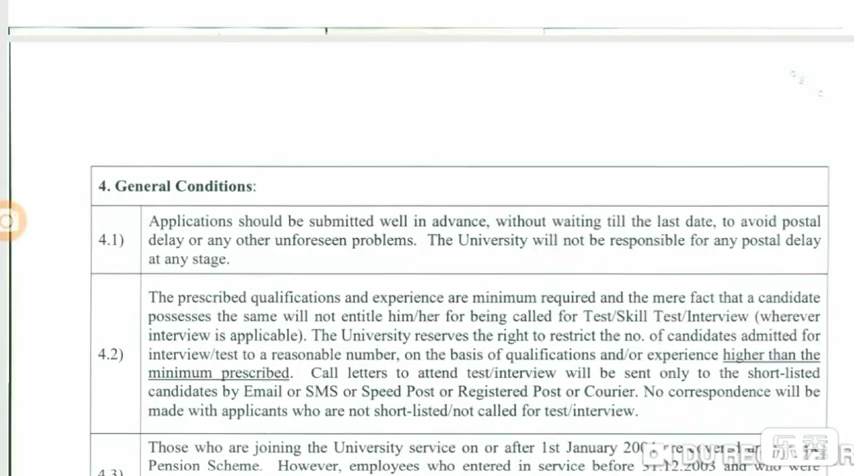 4. General Conditions:
4.1)
Applications should be submitted well in advance, without waiting till the last date, to avoid postal
delay or any other unforeseen problems. The University will not be responsible for any postal delay
at any stage.
4.2)
The prescribed qualifications and experience are minimum required and the mere fact that a candidate
possesses the same will not entitle him/her for being called for Test/Skill Test/Interview (wherever
interview is applicable). The University reserves the right to restrict the no. of candidates admitted for
interview/test to a reasonable number, on the basis of qualifications and/or experience higher than the
minimum prescribed. Call letters to attend test/interview will be sent only to the short-listed
candidates by Email or SMS or Speed Post or Registered Post or Courier. No correspondence will be
made with applicants who are not short-listed/not called for test/interview.
4.3)
Those who are joining the University service on or after 1st January
Pension Scheme. However, employees who entered in service before 31.12.2003 and who were